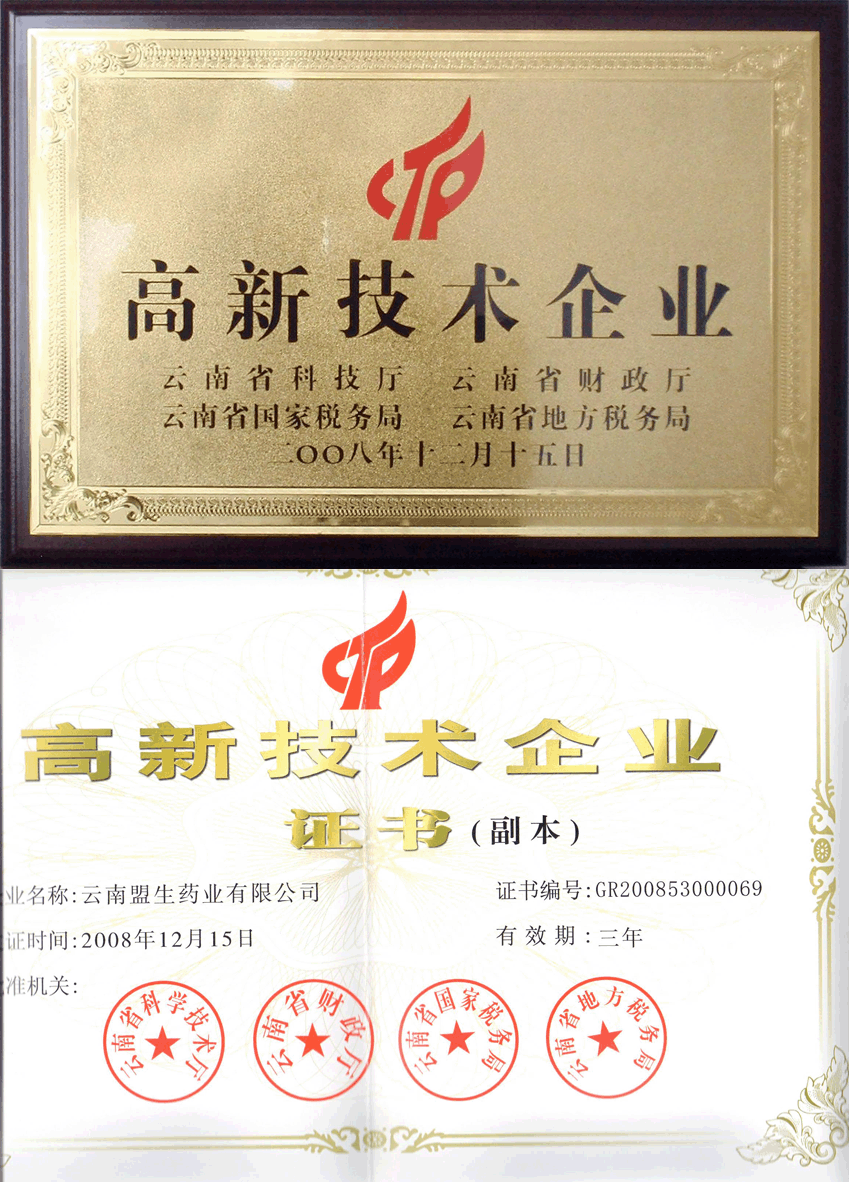 高新技术企业
云南省科技厅 云南省财政厅
云南省国家税务局 云南省地方税务局
二〇〇八年十二月十五日
高新技术企业
证书(副本)
业名称:云南盟生药业有限公司 证书编号:GR200853000069
证时间:2008年12月15日 有效期:三年
准机关:
云南省科学技术厅 云南省财政厅 云南省国家税务局 云南省地方税务局